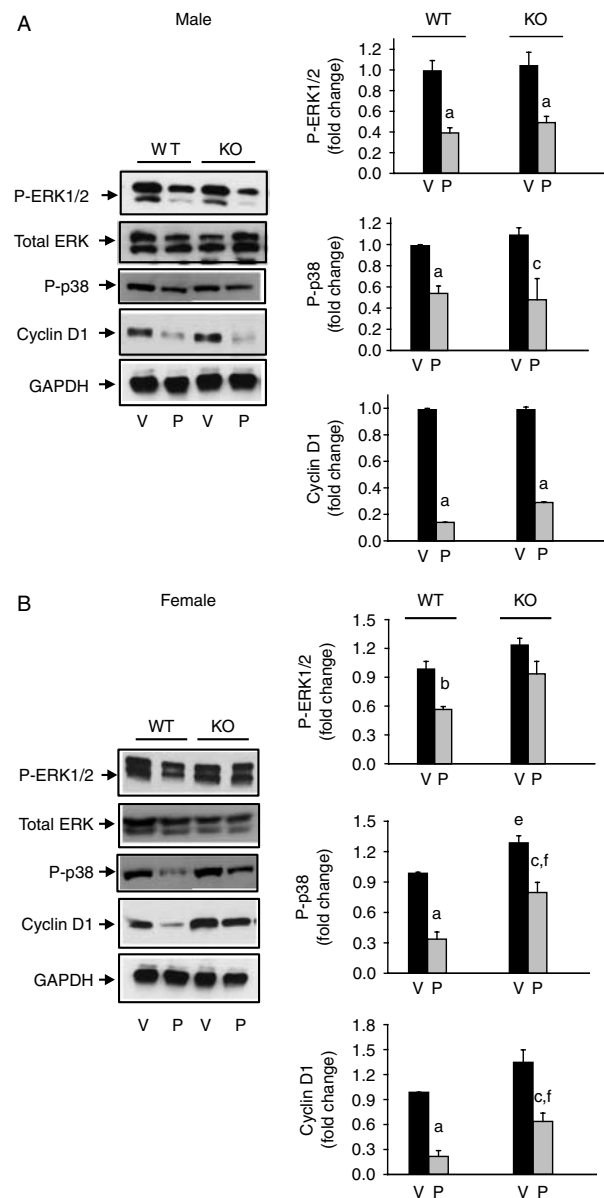 A
Male
WT KO
P-ERK1/2
Total ERK
P-p38
Cyclin D1
GAPDH
V P V P
WT KO
P-ERK1/2
(fold change)
1.2
1.0
0.8
0.6
0.4
0.2
0.0
a a
V P V P
P-p38
(fold change)
1.2
1.0
0.8
0.6
0.4
0.2
0.0
a c
V P V P
Cyclin D1
(fold change)
1.0
0.8
0.6
0.4
0.2
0.0
a a
V P V P
B
Female
WT KO
P-ERK1/2
Total ERK
P-p38
Cyclin D1
GAPDH
V P V P
WT KO
P-ERK1/2
(fold change)
1.5
1.2
0.9
0.6
0.3
0.0
b
V P V P
P-p38
(fold change)
1.5
1.2
0.9
0.6
0.3
0.0
a e c,f
V P V P
Cyclin D1
(fold change)
1.8
1.5
1.2
0.9
0.6
0.3
0.0
a c,f
V P V P